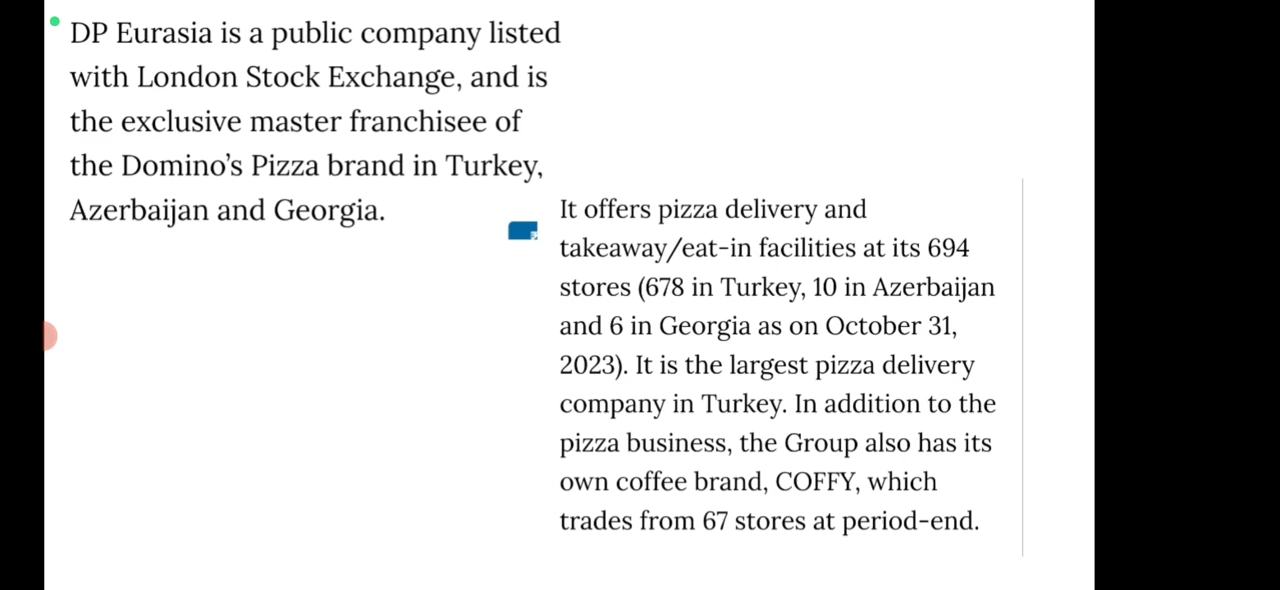 DP Eurasia is a public company listed
with London Stock Exchange, and is
the exclusive master franchisee of
the Domino’s Pizza brand in Turkey,
Azerbaijan and Georgia.
It offers pizza delivery and
takeaway/eat-in facilities at its 694
stores (678 in Turkey, 10 in Azerbaijan
and 6 in Georgia as on October 31,
2023). It is the largest pizza delivery
company in Turkey. In addition to the
pizza business, the Group also has its
own coffee brand, COFFY, which
trades from 67 stores at period-end.